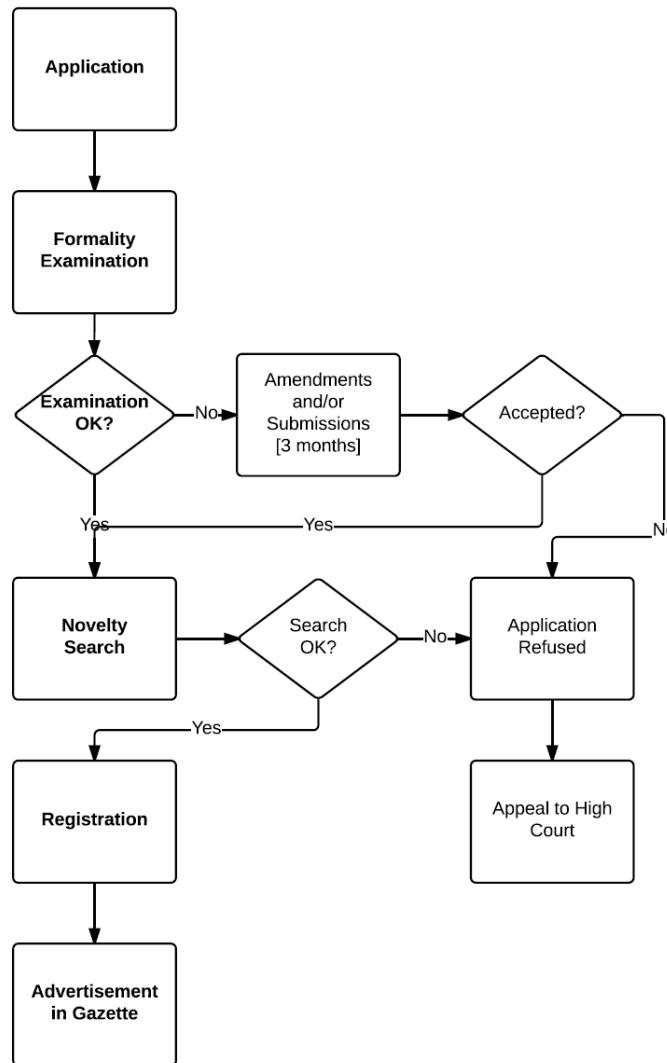 Application
Formality
Examination
Examination
OK?
No
Amendments
and/or
Submissions
[3 months]
Accepted?
Yes
Yes
No
Novelty
Search
Search
OK?
No
Application
Refused
Yes
Registration
Appeal to High
Court
Advertisement
in Gazette